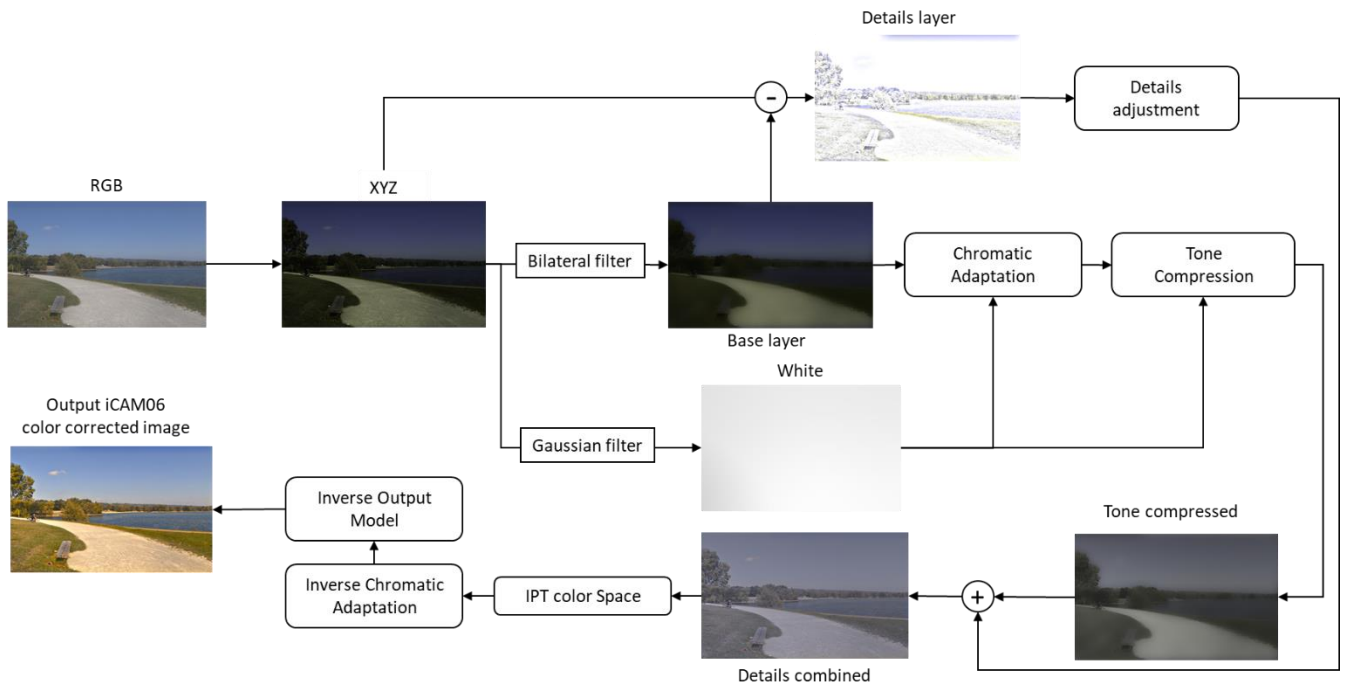 Details layer
-
Details
adjustment
RGB
XYZ
Bilateral filter
Chromatic
Adaptation
Tone
Compression
Base layer
White
Output iCAM06
color corrected image
Gaussian filter
Inverse Output
Model
Tone compressed
Inverse Chromatic
Adaptation
IPT color Space
+
Details combined